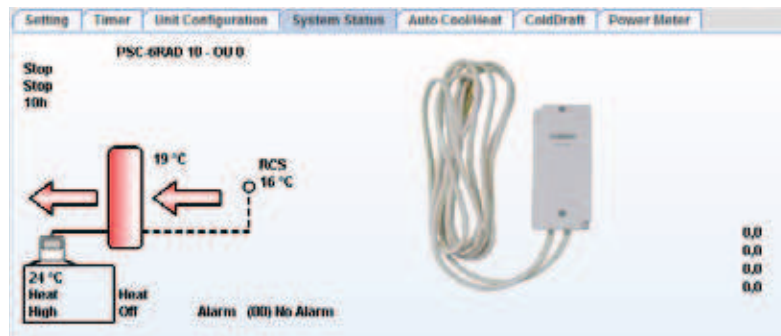 Setting Timer Unit Configuration System Status Auto Cool/Heat ColdDraft Power Meter
PSC-6RAD 10 - OU 0
Stop
Stop
10h
19 °C
RCS
16 °C
24 °C
Heat
High
Heat
Off
Alarm (00) No Alarm
0,0
0,0
0,0
0,0